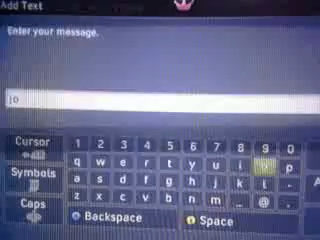 Add Text
Enter your message.
jo
Cursor
1 2 3 4 5 6 7 8 9 0
q w e r t y u i o p
Symbols
a s d f g h j k l -
Caps
z x c v b n m _ @ .
Backspace
Space